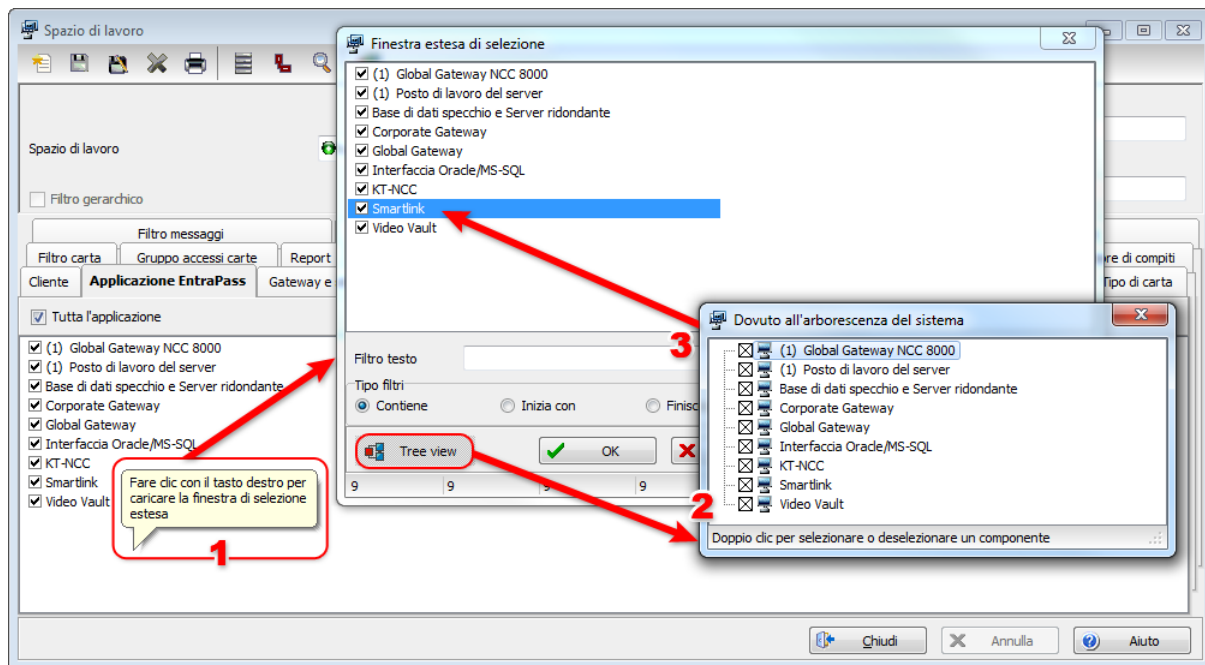 Spazio di lavoro
Spazio di lavoro
Filtro gerarchico
Filtro messaggi
Filtro carta
Gruppo accessi carte
Report
re di compiti
Cliente
Applicazione EntraPass
Gateway e
Tipo di carta
Tutta l'applicazione
(1) Global Gateway NCC 8000
(1) Posto di lavoro del server
Base di dati specchio e Server ridondante
Corporate Gateway
Global Gateway
Interfaccia Oracle/MS-SQL
KT-NCC
Smartlink
Video Vault
Fare clic con il tasto destro per
caricare la finestra di selezione
estesa
1
Finestra estesa di selezione
(1) Global Gateway NCC 8000
(1) Posto di lavoro del server
Base di dati specchio e Server ridondante
Corporate Gateway
Global Gateway
Interfaccia Oracle/MS-SQL
KT-NCC
Smartlink
Video Vault
3
Filtro testo
Tipo filtri
Contiene
Inizia con
Finisc
Tree view
OK
9
9
9
9
2
Dovuto all'arborescenza del sistema
(1) Global Gateway NCC 8000
(1) Posto di lavoro del server
Base di dati specchio e Server ridondante
Corporate Gateway
Global Gateway
Interfaccia Oracle/MS-SQL
KT-NCC
Smartlink
Video Vault
Doppio clic per selezionare o deselezionare un componente
Chiudi
Annulla
Aiuto